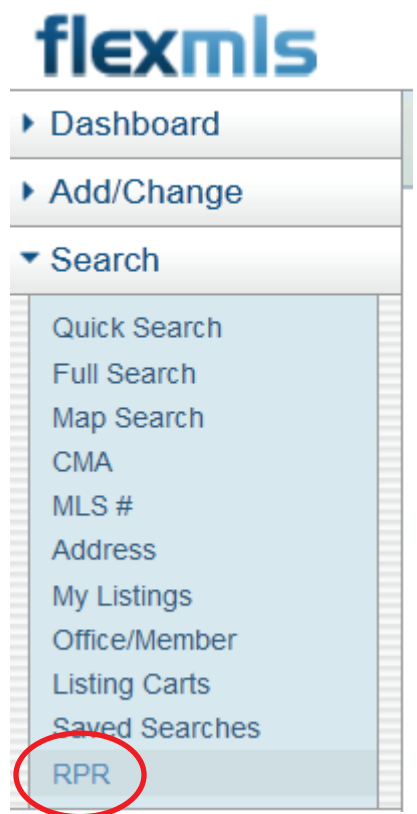 flexmls
Dashboard
Add/Change
Search
Quick Search
Full Search
Map Search
CMA
MLS #
Address
My Listings
Office/Member
Listing Carts
Saved Searches
RPR